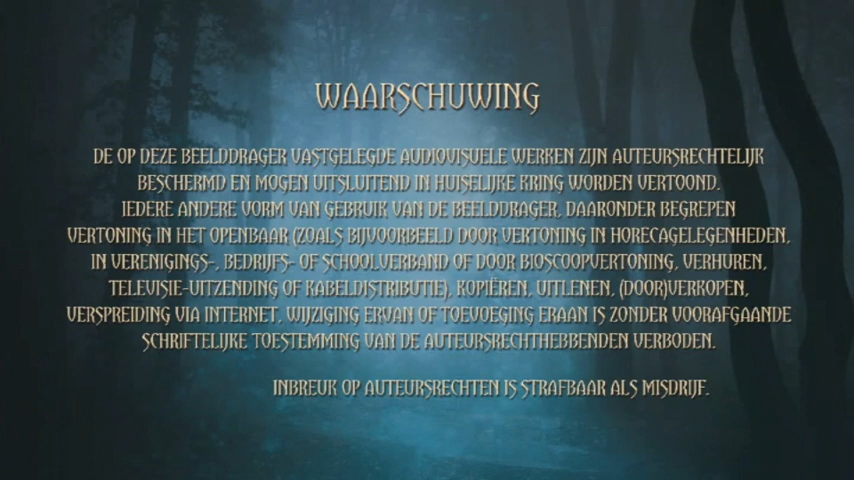 WAARSCHUWING
DE OP DEZE BEELDDRAGER VASTGELEGDE AUDIOVISUELE WERKEN ZIJN AUTEURSRECHTELIJK
BESCHERMD EN MOGEN UITSLUITEND IN HUISELIJKE KRING WORDEN VERTOOND.
IEDERE ANDERE VORM VAN GEBRUIK VAN DE BEELDDRAGER, DAARONDER BEGREPEN
VERTONING IN HET OPENBAAR (ZOALS BIJVOORBEELD DOOR VERTONING IN HORECAGELEGENHEDEN,
IN VERENIGINGS-, BEDRIJFS- OF SCHOOLVERBAND OF DOOR BIOSCOOPVERTONING, VERHUREN,
TELEVISIE-UITZENDING OF KABELDISTRIBUTIE), KOPIËREN, UITLENEN, (DOOR)VERKOPEN,
VERSPREIDING VIA INTERNET, WIJZIGING ERVAN OF TOEVOEGING ERAAN IS ZONDER VOORAFGAANDE
SCHRIFTELIJKE TOESTEMMING VAN DE AUTEURSRECHTHEBBENDEN VERBODEN.
INBREUK OP AUTEURSRECHTEN IS STRAFBAAR ALS MISDRIJF.